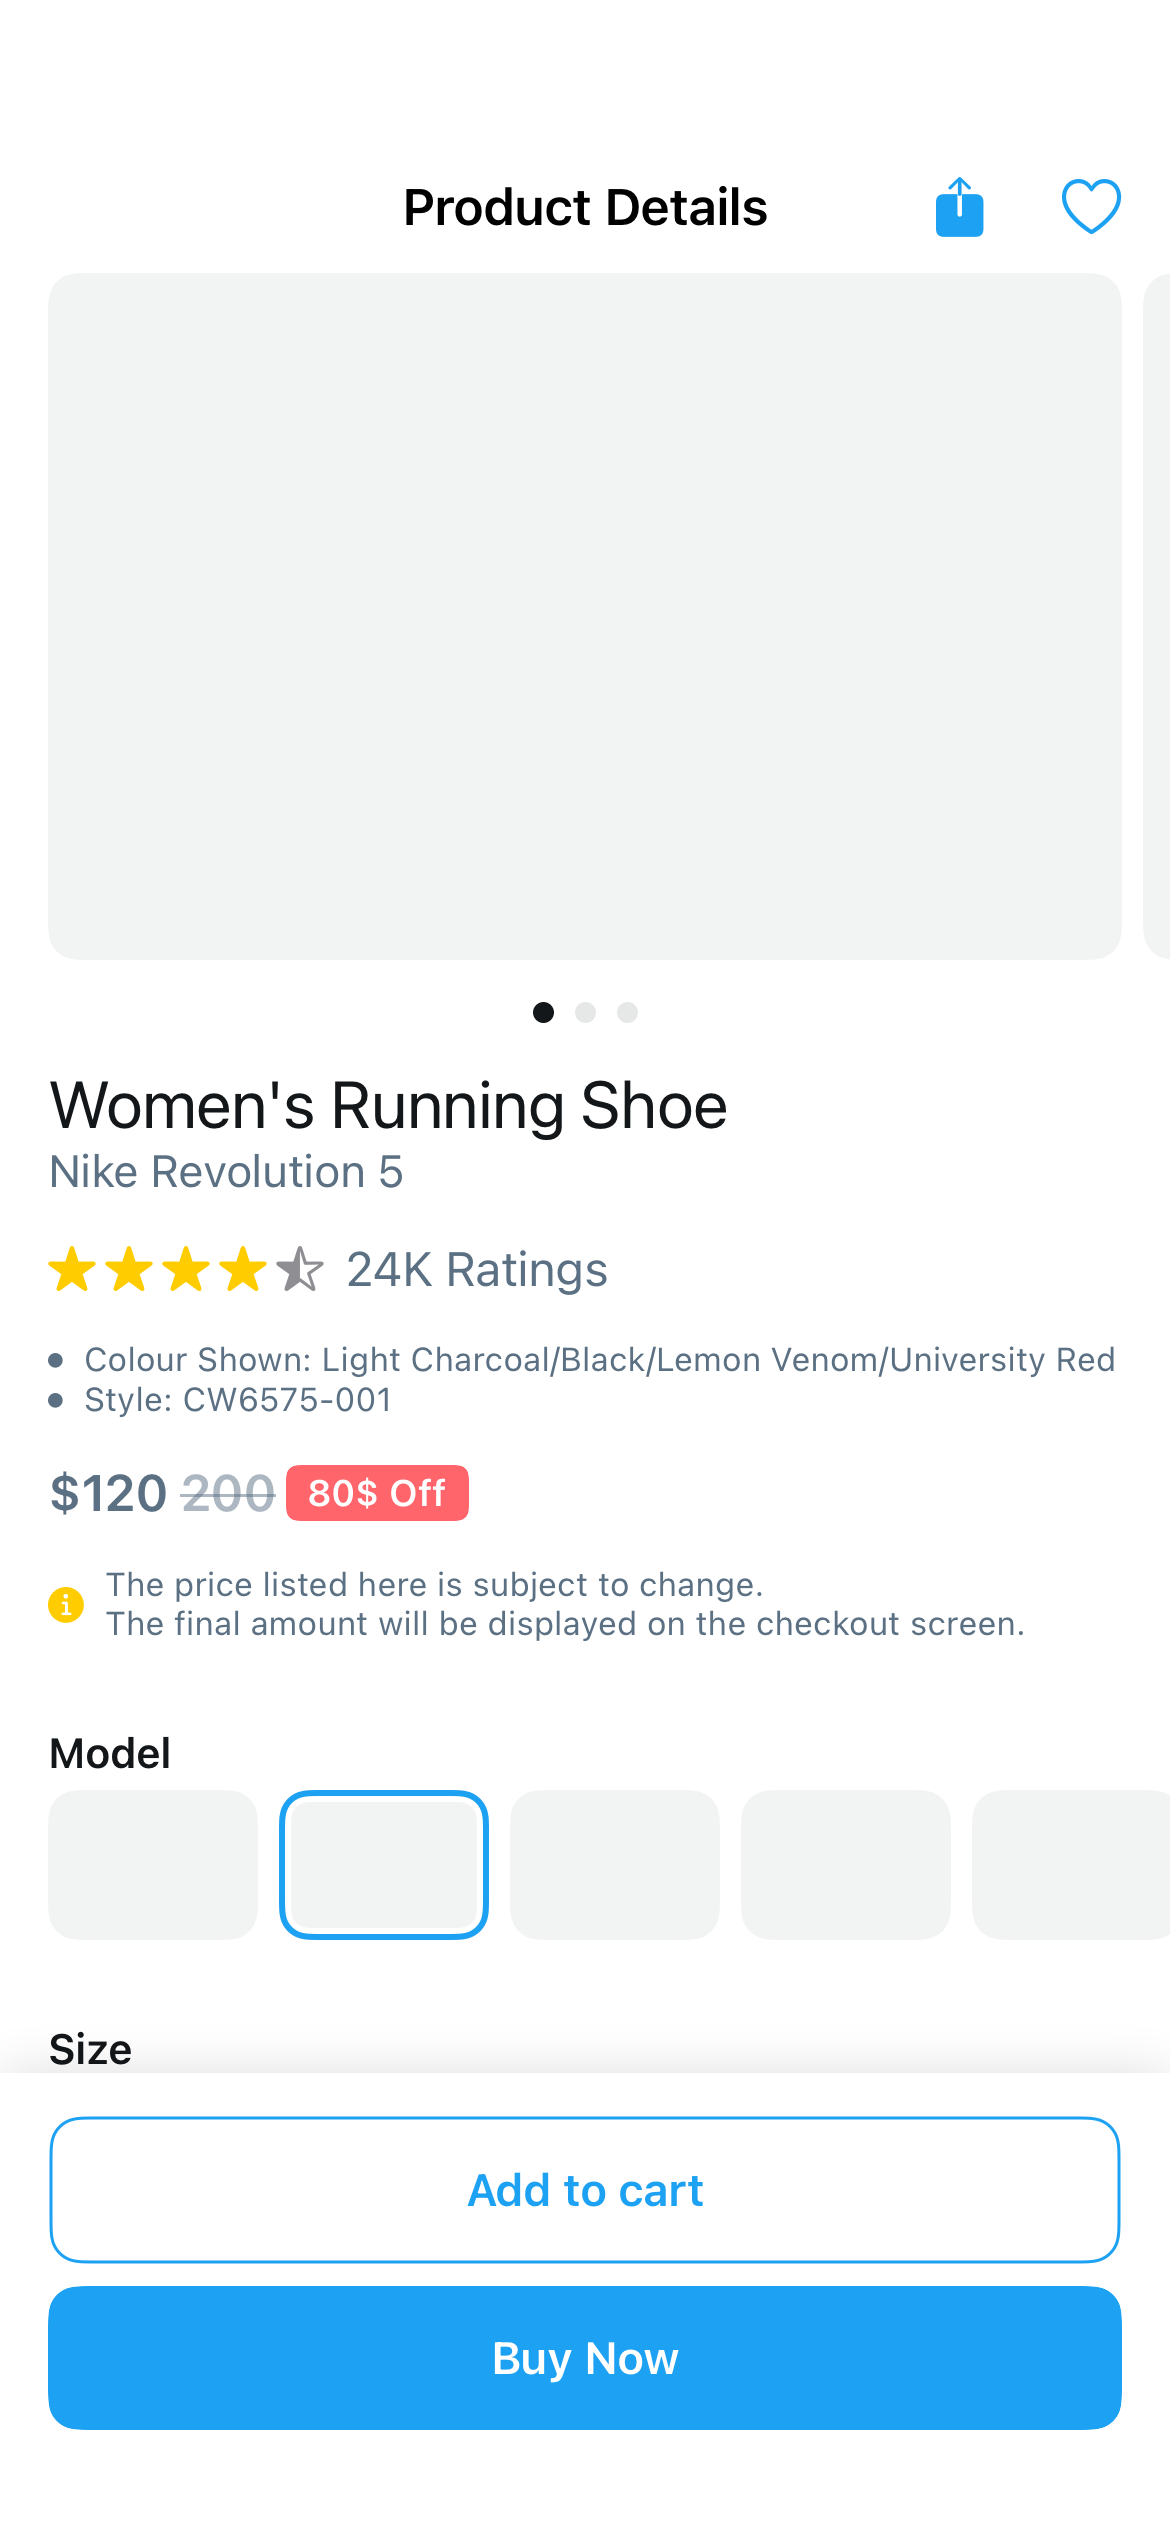 Product Details
Women's Running Shoe
Nike Revolution 5
24K Ratings
Colour Shown: Light Charcoal/Black/Lemon Venom/University Red
Style: CW6575-001
$120 200 80$ Off
The price listed here is subject to change.
The final amount will be displayed on the checkout screen.
Model
Size
Add to cart
Buy Now